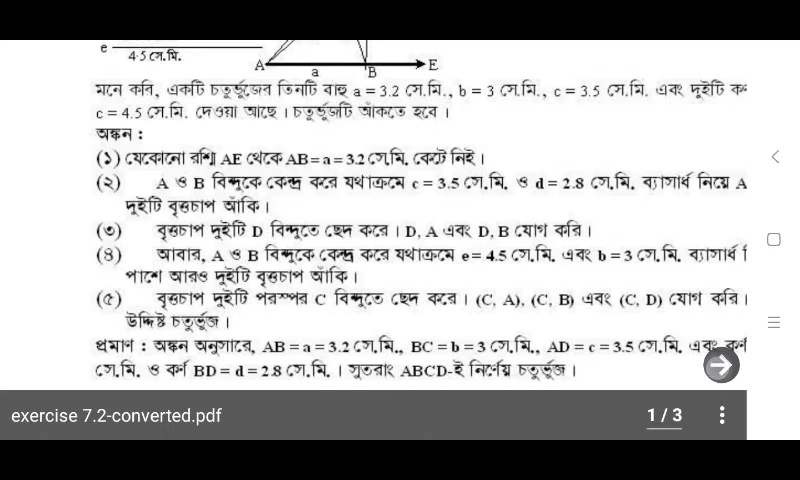 e
4·5 সে.মি.
A a B E
মনে করি, একটি চতুর্ভুজের তিনটি বাহু a = 3.2 সে.মি., b = 3 সে.মি., c = 3.5 সে.মি. এবং দুইটি
c = 4.5 সে.মি. দেওয়া আছে। চতুর্ভুজটি আঁকতে হবে।
অঙ্কন :
(১) যেকোনো রশ্মি AE থেকে AB = a = 3.2 সে.মি. কেটে নিই।
(২) A ও B বিন্দুকে কেন্দ্র করে যথাক্রমে c = 3.5 সে.মি. ও d = 2.8 সে.মি. ব্যাসার্ধ নিয়ে A
দুইটি বৃত্তচাপ আঁকি।
(৩) বৃত্তচাপ দুইটি D বিন্দুতে ছেদ করে। D, A এবং D, B যোগ করি।
(৪) আবার, A ও B বিন্দুকে কেন্দ্র করে যথাক্রমে e = 4.5 সে.মি. এবং b = 3 সে.মি. ব্যাসার্ধ
পাশে আরও দুইটি বৃত্তচাপ আঁকি।
(৫) বৃত্তচাপ দুইটি পরস্পর C বিন্দুতে ছেদ করে। (C, A), (C, B) এবং (C, D) যোগ করি।
উদ্দিষ্ট চতুর্ভুজ।
প্রমাণ : অঙ্কন অনুসারে, AB = a = 3.2 সে.মি., BC = b = 3 সে.মি., AD = c = 3.5 সে.মি. এবং কর্ণ
সে.মি. ও কর্ণ BD = d = 2.8 সে.মি.। সুতরাং ABCD-ই নির্ণেয় চতুর্ভুজ।
exercise 7.2-converted.pdf
1 / 3